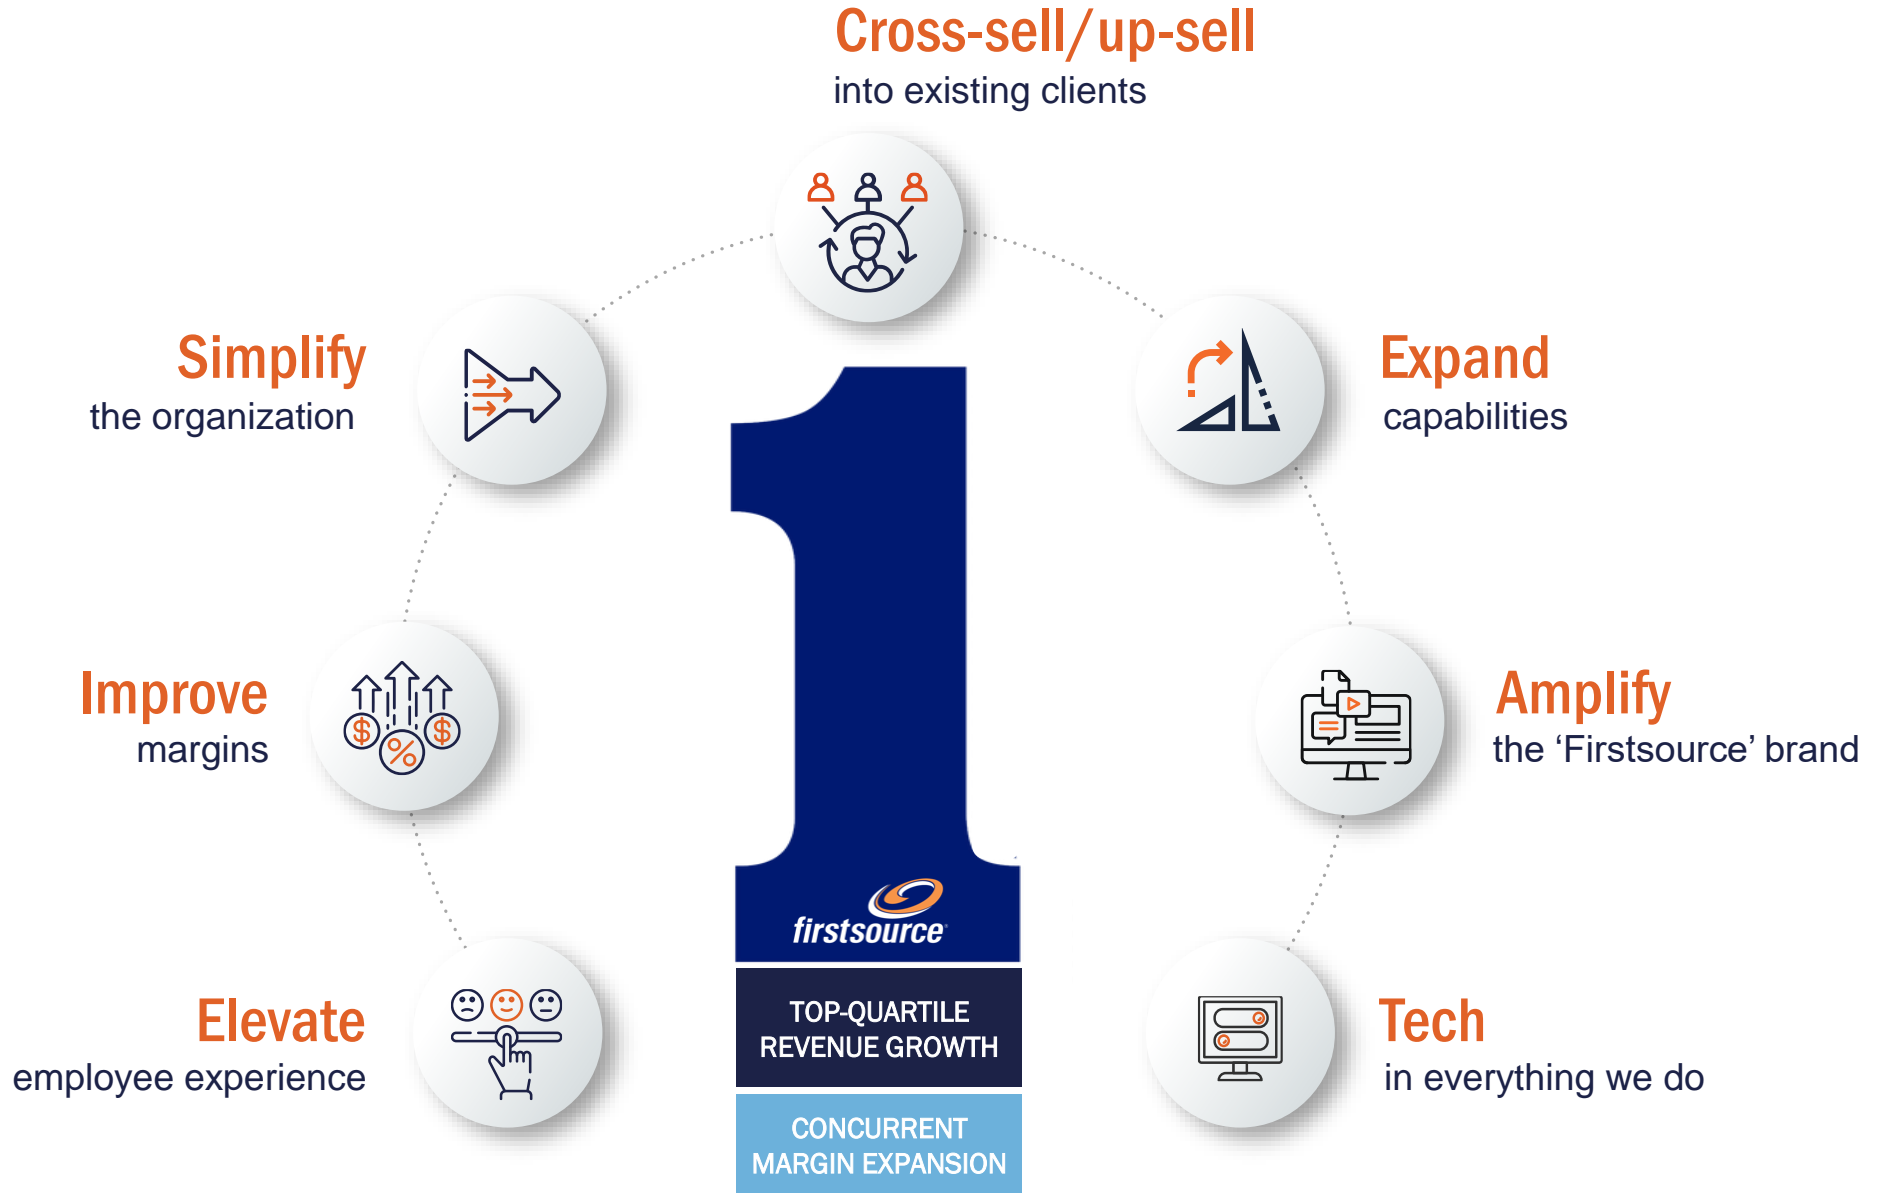 Cross-sell/up-sell
into existing clients
Simplify
the organization
Expand
capabilities
Improve
margins
Amplify
the ‘Firstsource’ brand
Elevate
employee experience
Tech
in everything we do
1
firstsource
TOP-QUARTILE
REVENUE GROWTH
CONCURRENT
MARGIN EXPANSION